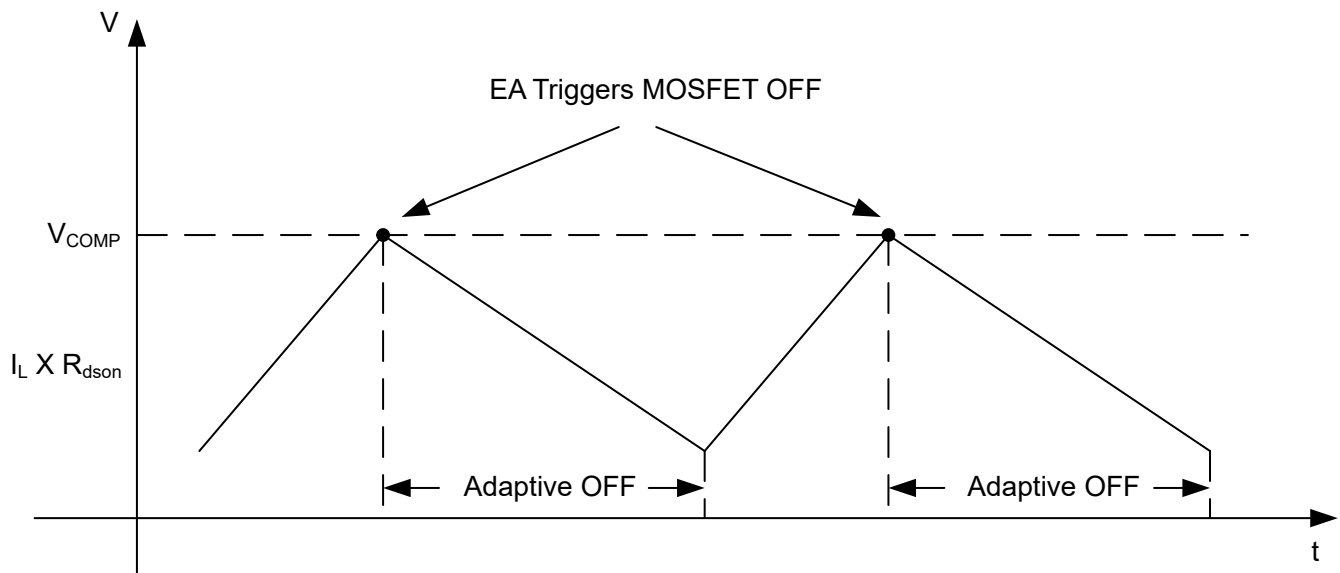 V
EA Triggers MOSFET OFF
VCOMP
IL X Rdson
Adaptive OFF
Adaptive OFF
t